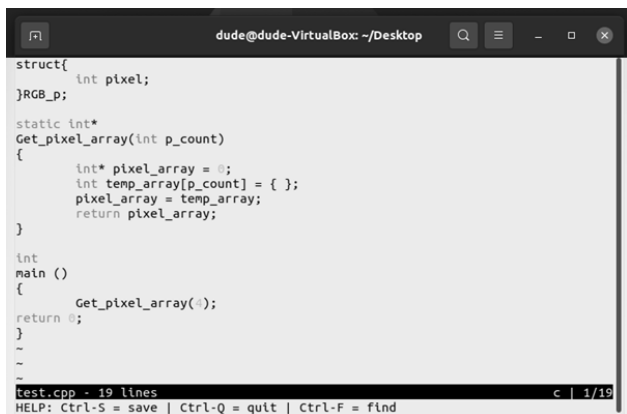 dude@dude-VirtualBox: ~/Desktop
struct{
        int pixel;
}RGB_p;

static int*
Get_pixel_array(int p_count)
{
        int* pixel_array = 0;
        int temp_array[p_count] = { };
        pixel_array = temp_array;
        return pixel_array;
}

int
main ()
{
        Get_pixel_array(4);
return 0;
}
~
~
~
test.cpp - 19 lines c | 1/19
HELP: Ctrl-S = save | Ctrl-Q = quit | Ctrl-F = find